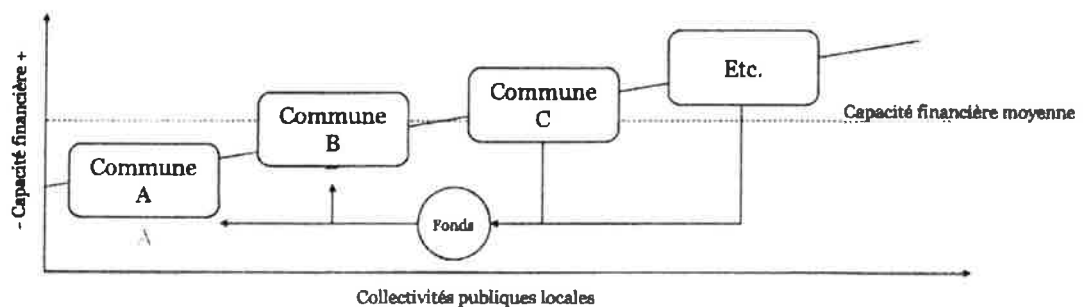 - Capacité financière +
Commune
A
A
Commune
B
Commune
C
Etc.
Capacité financière moyenne
Fonds
Collectivités publiques locales